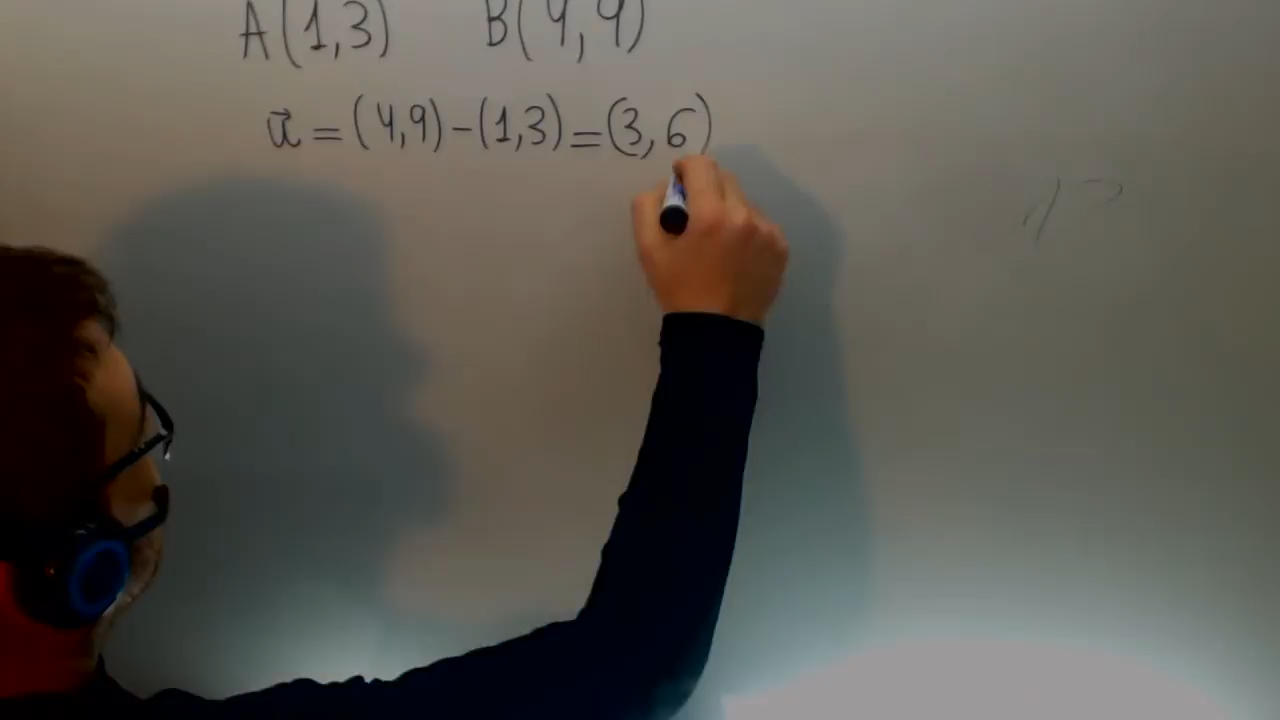 A(1,3) B(4,9)
u⃗ = (4,9) - (1,3) = (3,6)